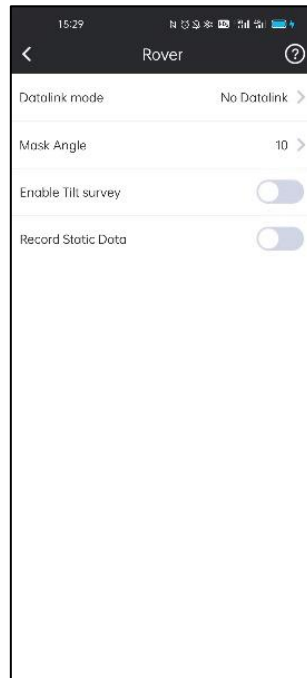 15:29
Rover
Datalink mode No Datalink
Mask Angle 10
Enable Tilt survey
Record Static Data